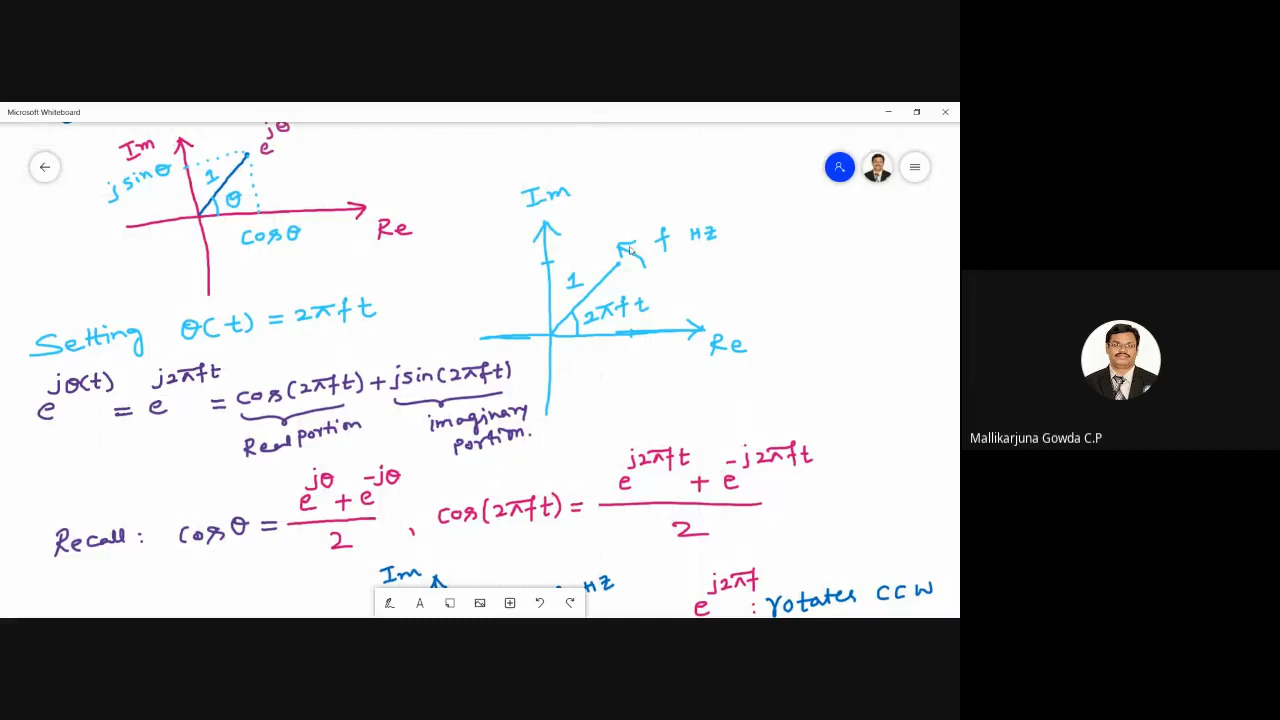 Microsoft Whiteboard
Im
e^jθ
jsinθ
1
θ
cosθ
Re
Im
f HZ
1
2πft
Re
Setting θ(t) = 2πft
e^jθ(t) = e^j2πft = cos(2πft) + jsin(2πft)
Real portion
imaginary
portion.
Recall: cosθ = (e^jθ + e^-jθ)/2 , cos(2πft) = (e^j2πft + e^-j2πft)/2
Im
HZ
e^j2πf : rotates CCW
Mallikarjuna Gowda C.P